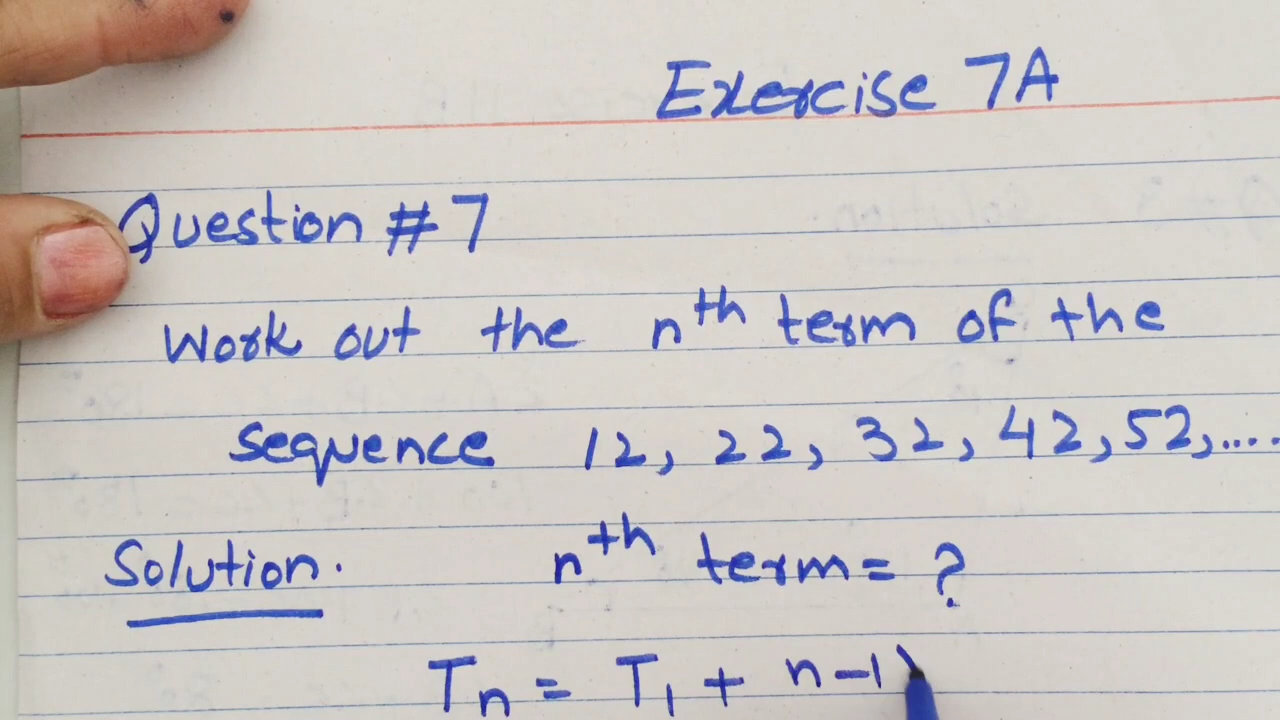 Exercise 7A
Question # 7
Work out the nth term of the
sequence 12, 22, 32, 42, 52, ....
Solution. nth term = ?
Tn = T1 + n-1)